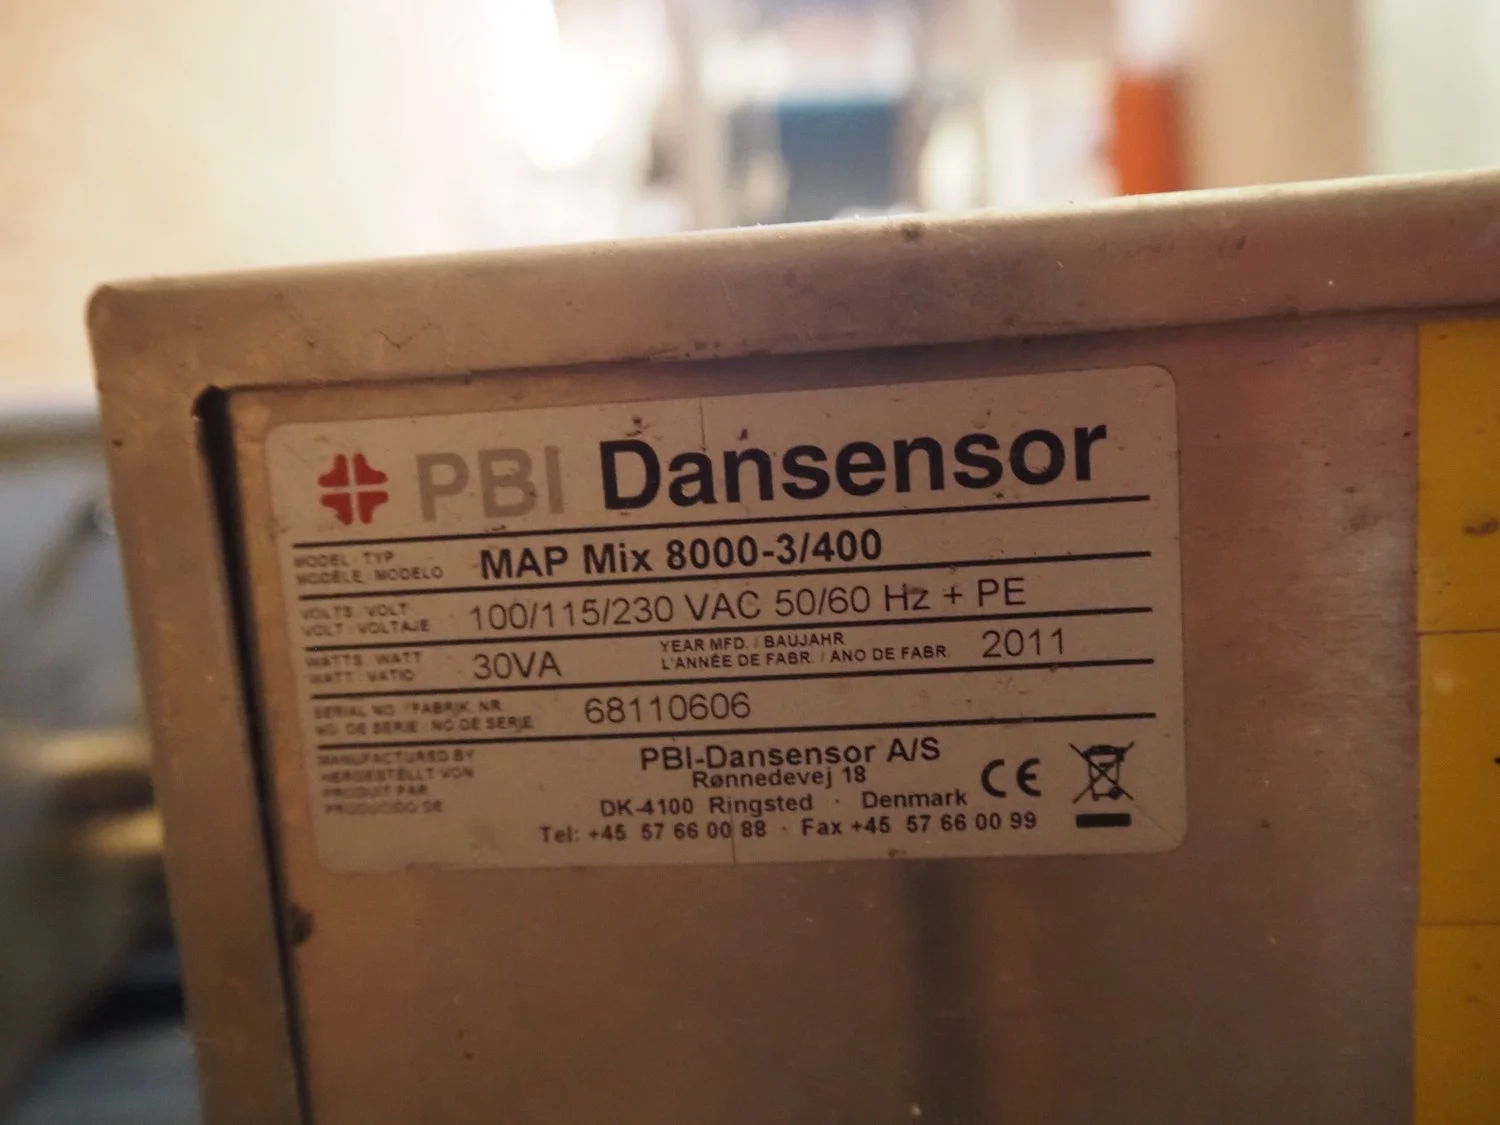 PBI Dansensor
MODEL / TYP
MODÈLE / MODELO
MAP Mix 8000-3/400
VOLTS / VOLT
VOLT / VOLTAJE
100/115/230 VAC 50/60 Hz + PE
WATTS / WATT
WATT / VATIO
30VA
YEAR MFD. / BAUJAHR
L'ANNÉE DE FABR. / ANO DE FABR.
2011
SERIAL NO. / FABRIK. NR.
NO. DE SERIE / NO. DE SERIE
68110606
MANUFACTURED BY
HERGESTELLT VON
PRODUIT PAR
PRODUCIDO DE
PBI-Dansensor A/S
Rønnedevej 18
DK-4100 Ringsted · Denmark
Tel: +45 57 66 00 88 · Fax +45 57 66 00 99
CE